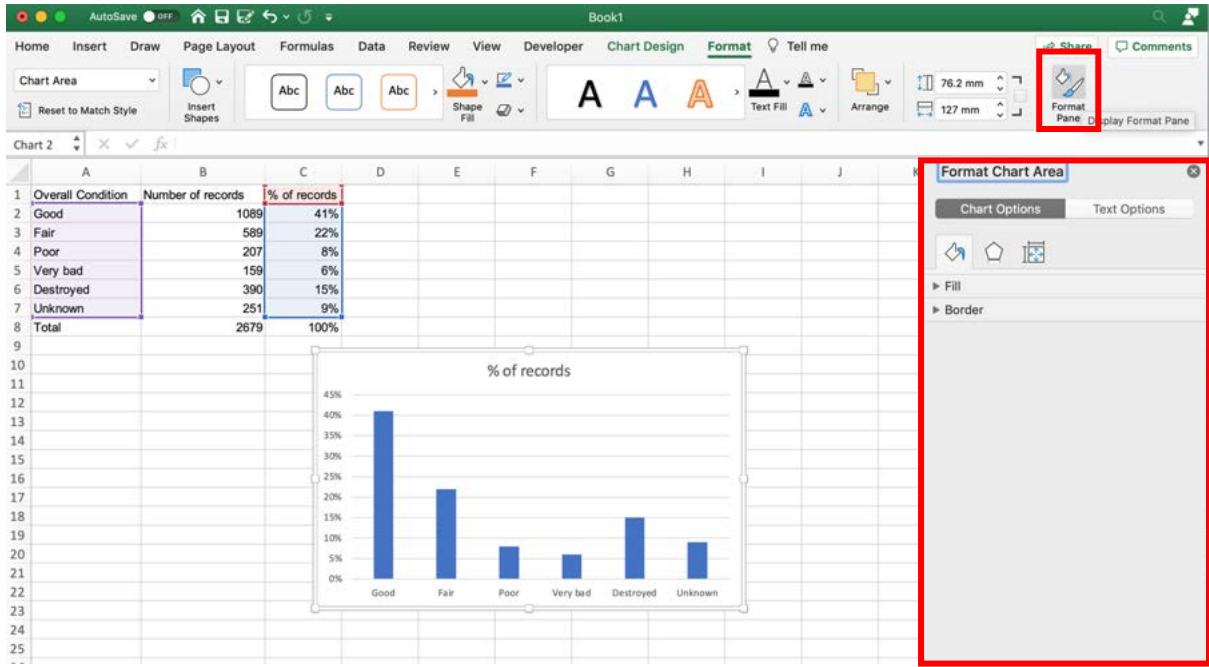 AutoSave OFF Book1
Home Insert Draw Page Layout Formulas Data Review View Developer Chart Design Format Tell me Share Comments
Chart Area
Reset to Match Style
Insert Shapes
Abc Abc Abc
Shape Fill
A A A
Text Fill
Arrange
76.2 mm
127 mm
Format Pane
Display Format Pane
Chart 2 fx
A B C D E F G H I J K
1 Overall Condition Number of records % of records
2 Good 1089 41%
3 Fair 589 22%
4 Poor 207 8%
5 Very bad 159 6%
6 Destroyed 390 15%
7 Unknown 251 9%
8 Total 2679 100%
9
10
11
12
13
14
15
16
17
18
19
20
21
22
23
24
25
% of records
45%
40%
35%
30%
25%
20%
15%
10%
5%
0%
Good Fair Poor Very bad Destroyed Unknown
Format Chart Area
Chart Options Text Options
Fill
Border